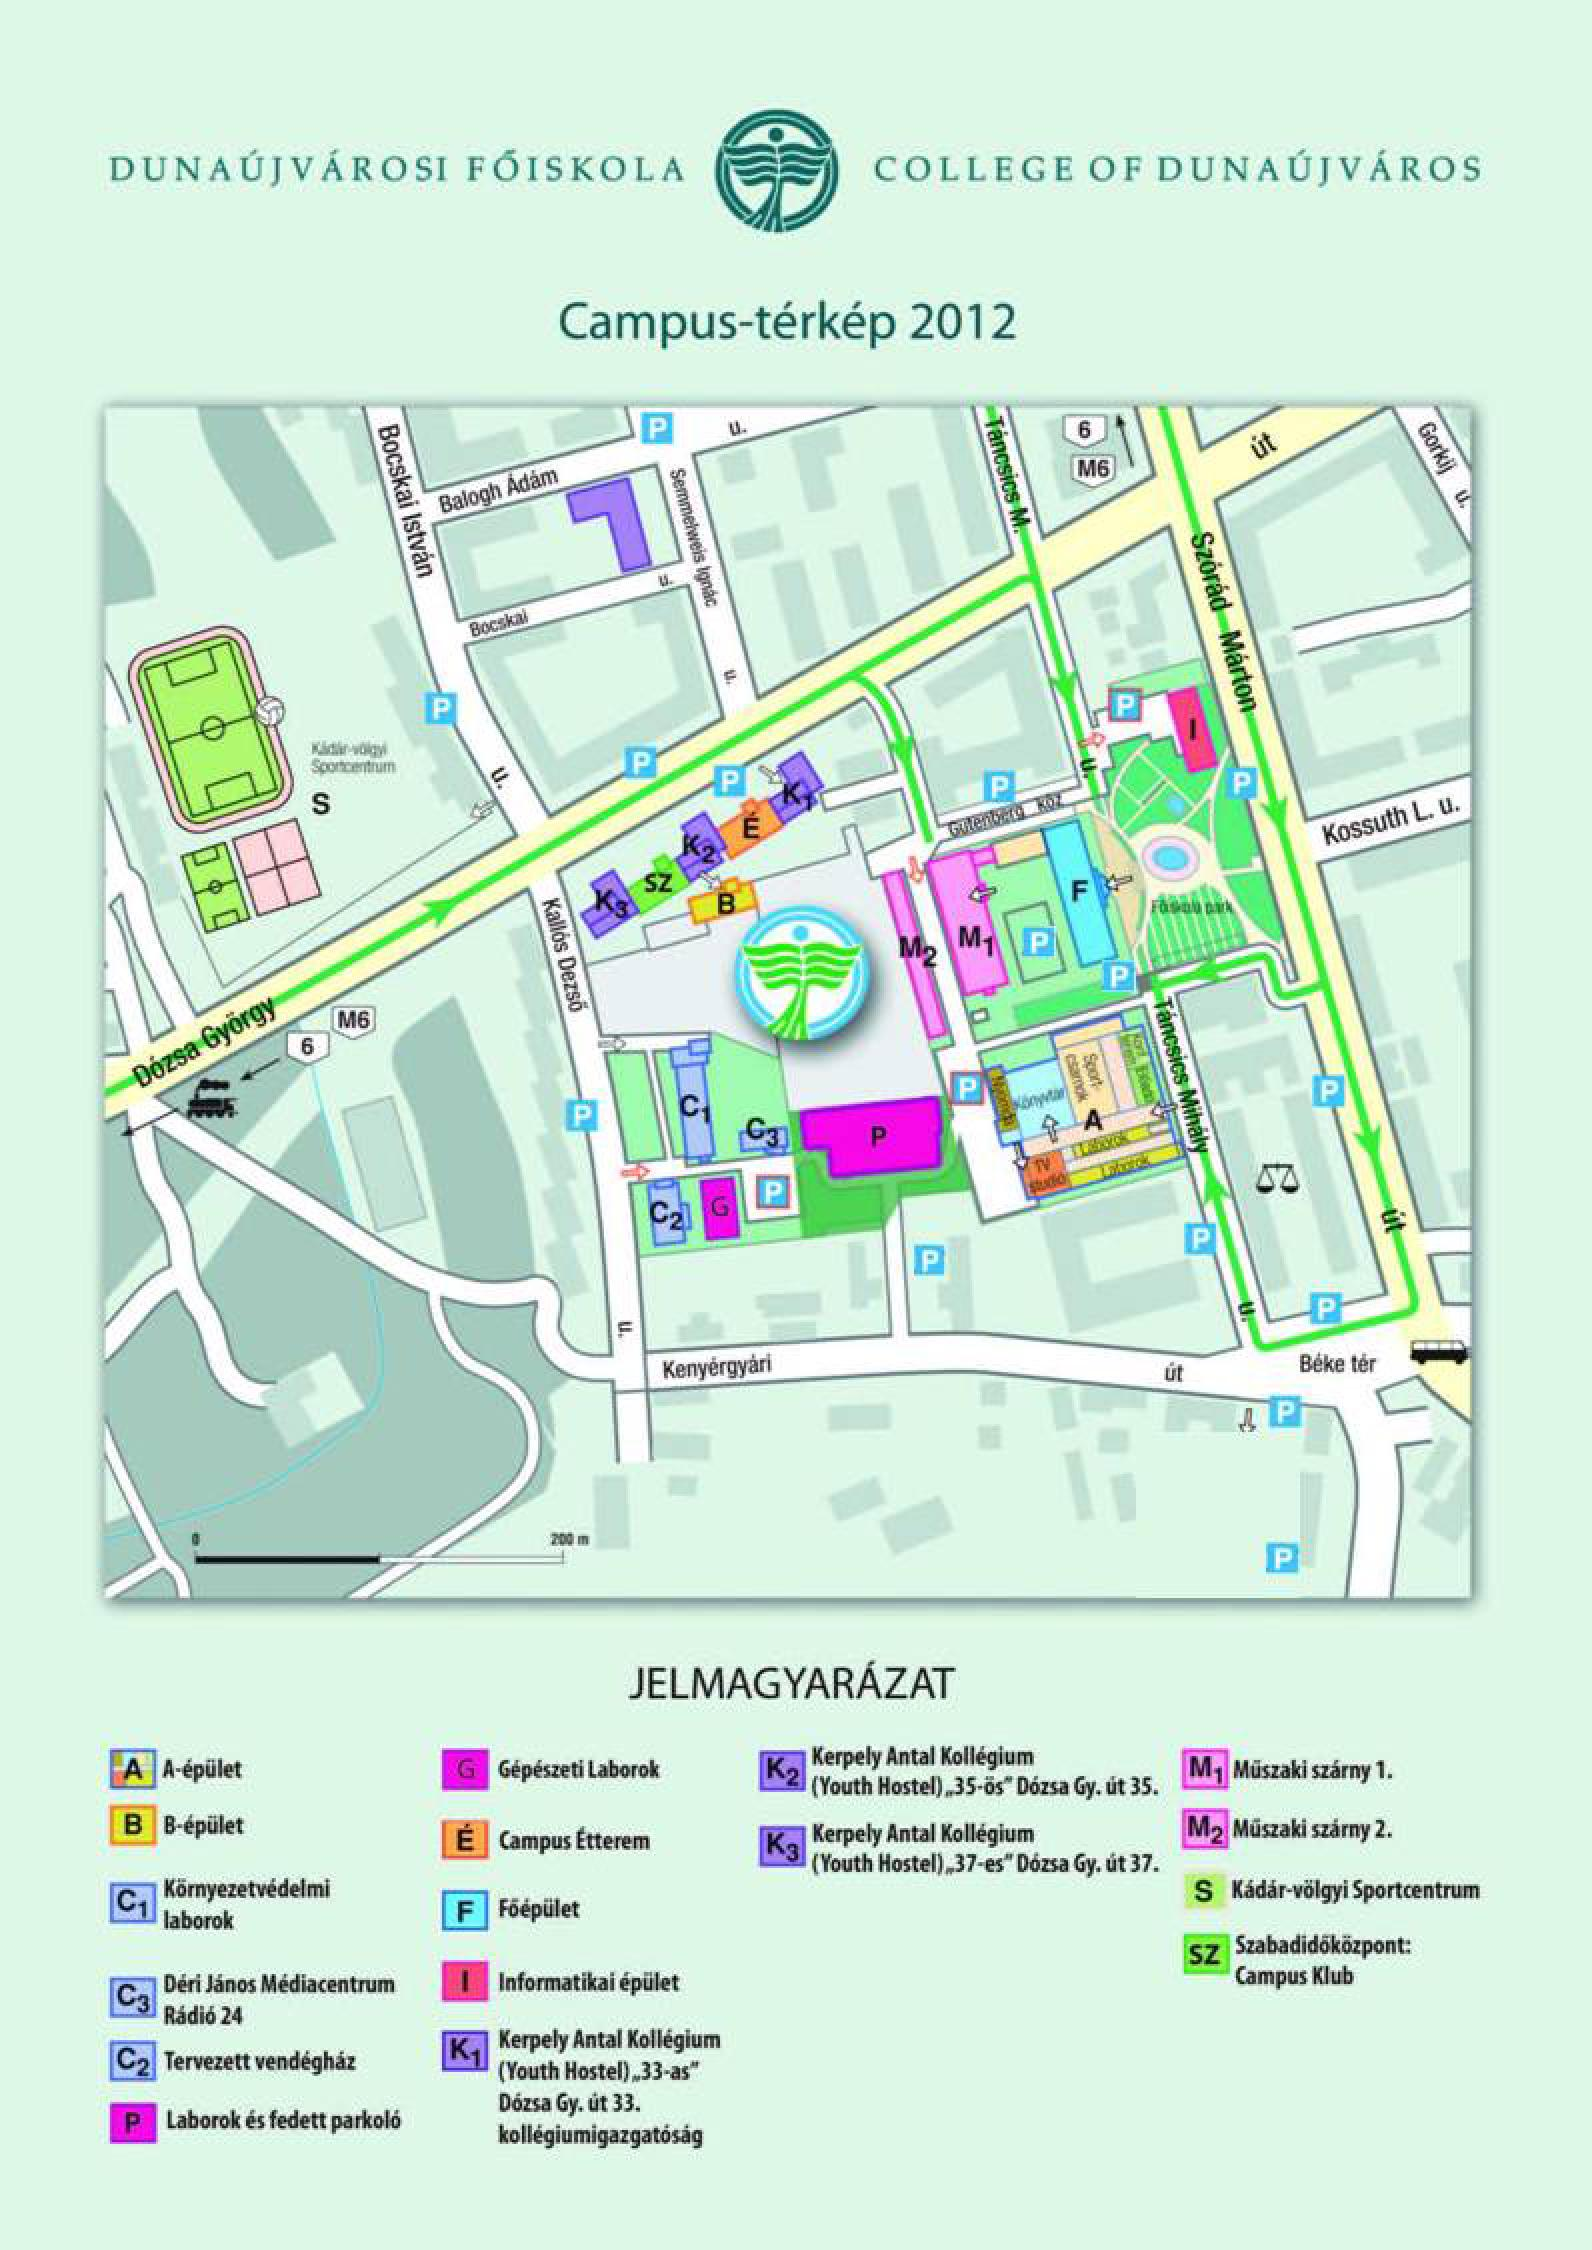 DUNAÚJVÁROSI FŐISKOLA
COLLEGE OF DUNAÚJVÁROS
Campus-térkép 2012
P
u.
Bocskai István
Balogh Ádám
Semmelweis Ignác
Táncsics M.
6
M6
út
Gorkij
u.
Szórád Márton
u.
Bocskai
u.
P
Kádár-völgyi
Sportcentrum
S
u.
P
P
K1
É
K2
SZ
K3
B
P
I
u.
P
P
Gutenberg köz
Kossuth L. u.
F
Főiskolai park
M2
M1
P
P
Kallós Dezső
Dózsa György
6
M6
Táncsics Mihály
P
C1
C3
P
P
Könyvtár
Sport-
csarnok
A
Laborok
Laborok
TV
studió
P
C2
G
P
P
P
út
u.
u.
P
Kenyérgyári
út
Béke tér
P
0
200 m
P
JELMAGYARÁZAT
A A-épület
B B-épület
C1 Környezetvédelmi
laborok
C3 Déri János Médiacentrum
Rádió 24
C2 Tervezett vendégház
P Laborok és fedett parkoló
G Gépészeti Laborok
É Campus Étterem
F Főépület
I Informatikai épület
K1 Kerpely Antal Kollégium
(Youth Hostel) „33-as”
Dózsa Gy. út 33.
kollégiumigazgatóság
K2 Kerpely Antal Kollégium
(Youth Hostel) „35-ös” Dózsa Gy. út 35.
K3 Kerpely Antal Kollégium
(Youth Hostel) „37-es” Dózsa Gy. út 37.
M1 Műszaki szárny 1.
M2 Műszaki szárny 2.
S Kádár-völgyi Sportcentrum
SZ Szabadidőközpont:
Campus Klub